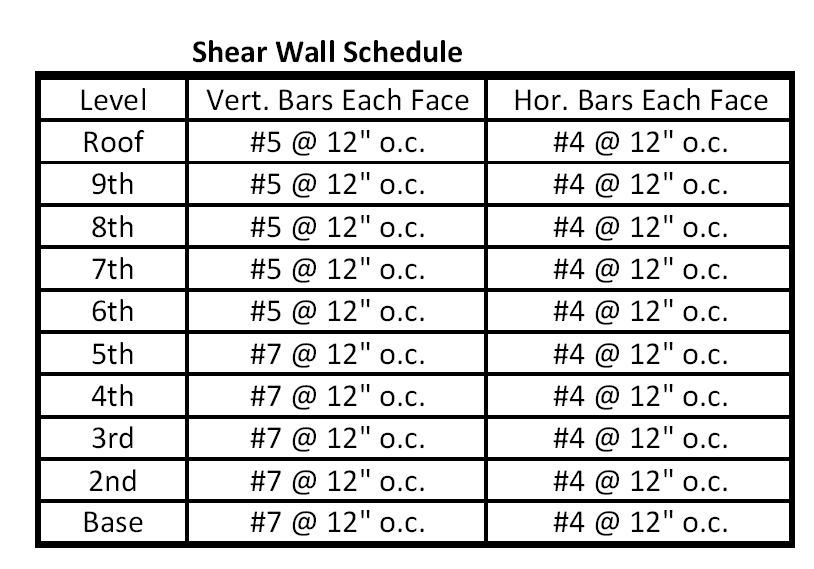 Shear Wall Schedule
Level Vert. Bars Each Face Hor. Bars Each Face
Roof #5 @ 12" o.c. #4 @ 12" o.c.
9th #5 @ 12" o.c. #4 @ 12" o.c.
8th #5 @ 12" o.c. #4 @ 12" o.c.
7th #5 @ 12" o.c. #4 @ 12" o.c.
6th #5 @ 12" o.c. #4 @ 12" o.c.
5th #7 @ 12" o.c. #4 @ 12" o.c.
4th #7 @ 12" o.c. #4 @ 12" o.c.
3rd #7 @ 12" o.c. #4 @ 12" o.c.
2nd #7 @ 12" o.c. #4 @ 12" o.c.
Base #7 @ 12" o.c. #4 @ 12" o.c.